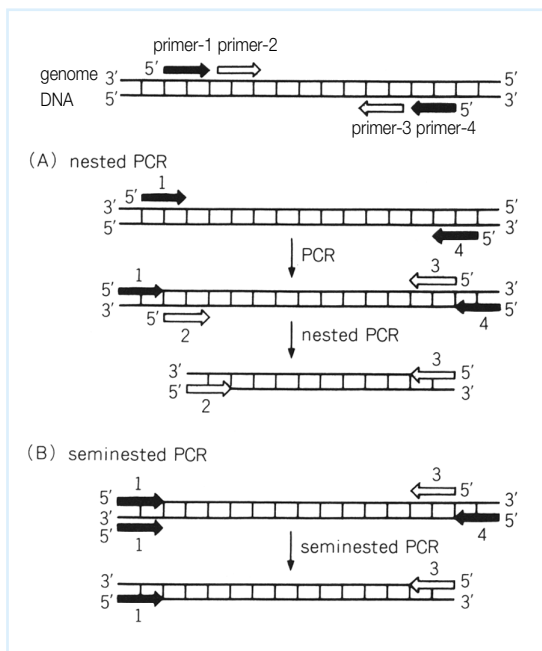 primer-1 primer-2
5′
genome 3′ 5′
DNA 5′ 3′
5′
primer-3 primer-4
(A) nested PCR
1
5′
3′ 5′
5′ 3′
4 5′
PCR
1 3 5′
5′ 3′
3′ 5′
5′ 2 4
nested PCR
3
3′ 5′
5′ 3′
2
(B) seminested PCR
1 3
5′ 5′ 3′
3′ 5′
5′ 1 4
seminested PCR
3
3′ 5′
5′ 3′
1